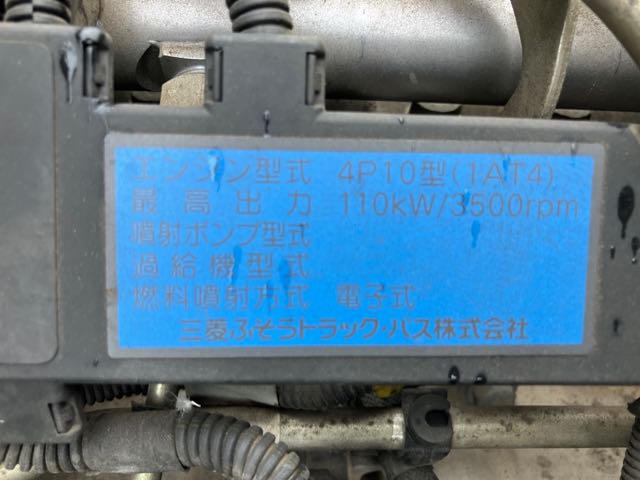 エンジン型式 4P10型(1AT4)
最高出力 110kW/3500rpm
噴射ポンプ型式
過給機型式
燃料噴射方式 電子式
三菱ふそうトラック・バス株式会社